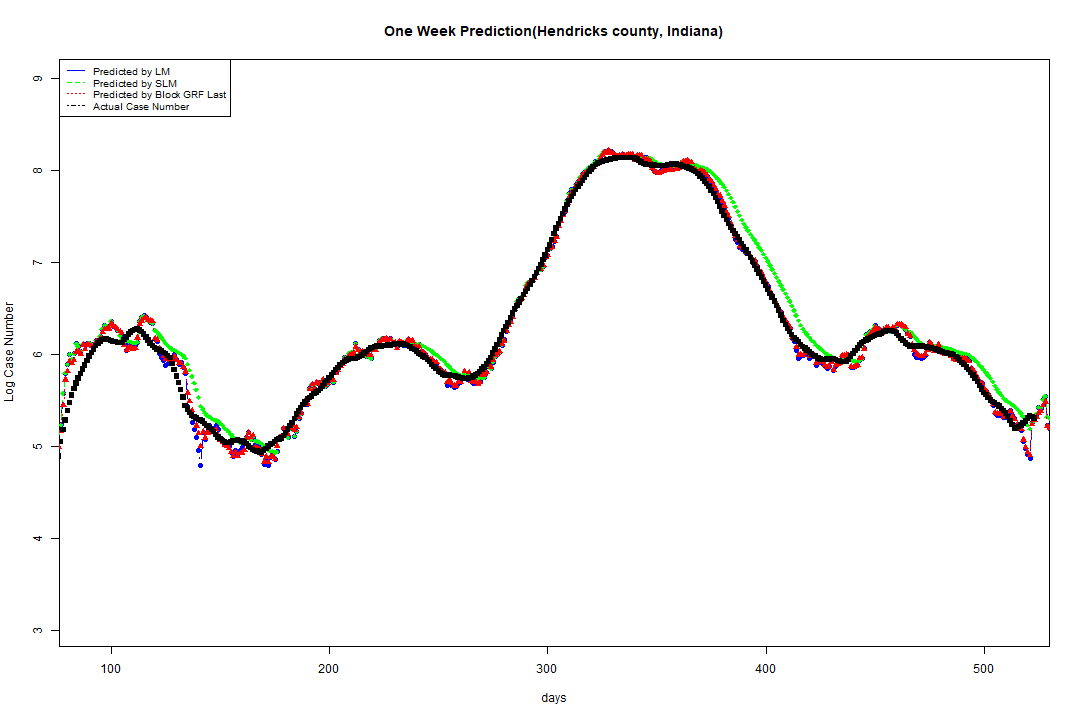 One Week Prediction(Hendricks county, Indiana)
Predicted by LM
Predicted by SLM
Predicted by Block GRF Last
Actual Case Number
9
8
7
6
5
4
3
Log Case Number
100 200 300 400 500
days